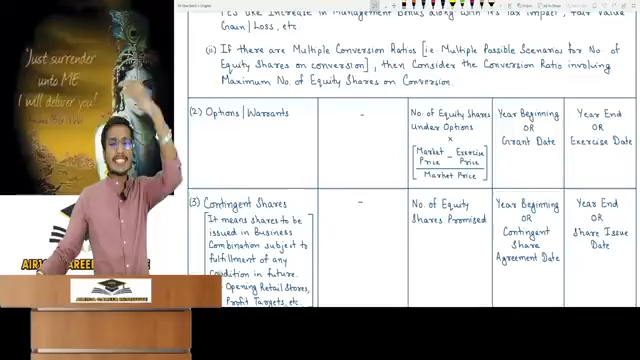 Yes like Increase in Management Bonus along with it's Tax Impact, Fair Value
Gain/Loss, etc.
(ii) If there are Multiple Conversion Ratios [i.e. Multiple Possible Scenarios for No. of
Equity Shares on conversion], then Consider the Conversion Ratio involving
Maximum No. of Equity Shares on Conversion.
(2) Options/Warrants
-
No. of Equity Shares
under Options
×
[Market Price - Exercise Price
Market Price]
Year Beginning
OR
Grant Date
Year End
OR
Exercise Date
(3) Contingent Shares
[It means shares to be
issued in Business
Combination subject to
fulfillment of any
condition in future.
Opening Retail Stores,
Profit Targets, etc.
-
No. of Equity
Shares Promised
Year Beginning
OR
Contingent
Share
Agreement Date
Year End
OR
Share Issue
Date
"Just surrender
unto ME
I will deliver you"
AIR1CA CAREER INSTITUTE